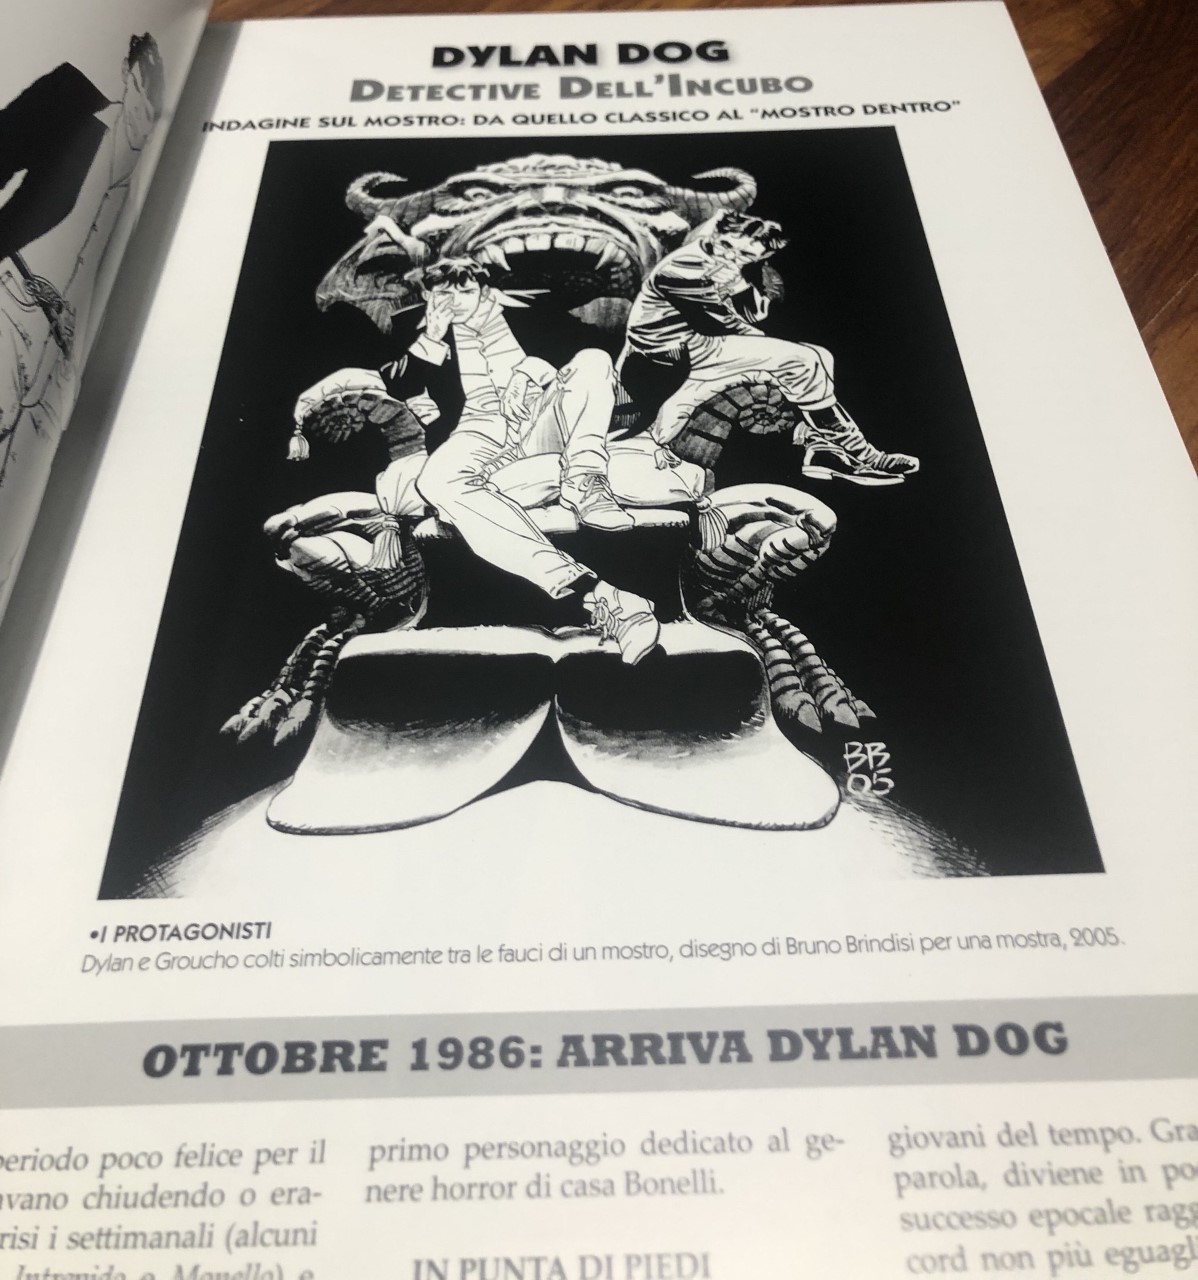 DYLAN DOG
DETECTIVE DELL'INCUBO
INDAGINE SUL MOSTRO: DA QUELLO CLASSICO AL "MOSTRO DENTRO"
BB
05
•I PROTAGONISTI
Dylan e Groucho colti simbolicamente tra le fauci di un mostro, disegno di Bruno Brindisi per una mostra, 2005.
OTTOBRE 1986: ARRIVA DYLAN DOG
periodo poco felice per il
avano chiudendo o era-
risi i settimanali (alcuni
Intrepido o Monello) e
primo personaggio dedicato al ge-
nere horror di casa Bonelli.
IN PUNTA DI PIEDI
giovani del tempo. Gra
parola, diviene in po
successo epocale ragg
cord non più eguagl